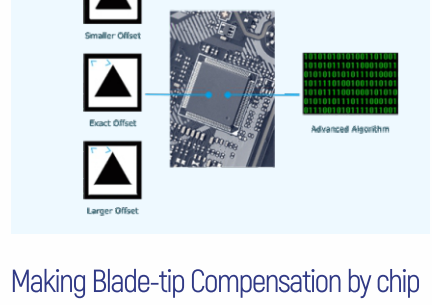 Smaller Offset
Exact Offset
Advanced Algorithm
Larger Offset
Making Blade-tip Compensation by chip